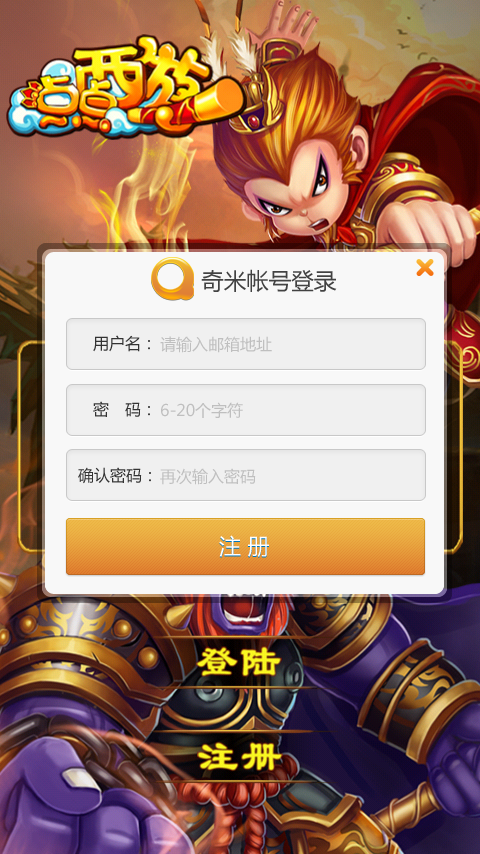 点点西游
奇米帐号登录
用户名： 请输入邮箱地址
密 码： 6-20个字符
确认密码： 再次输入密码
注 册
登陆
注册